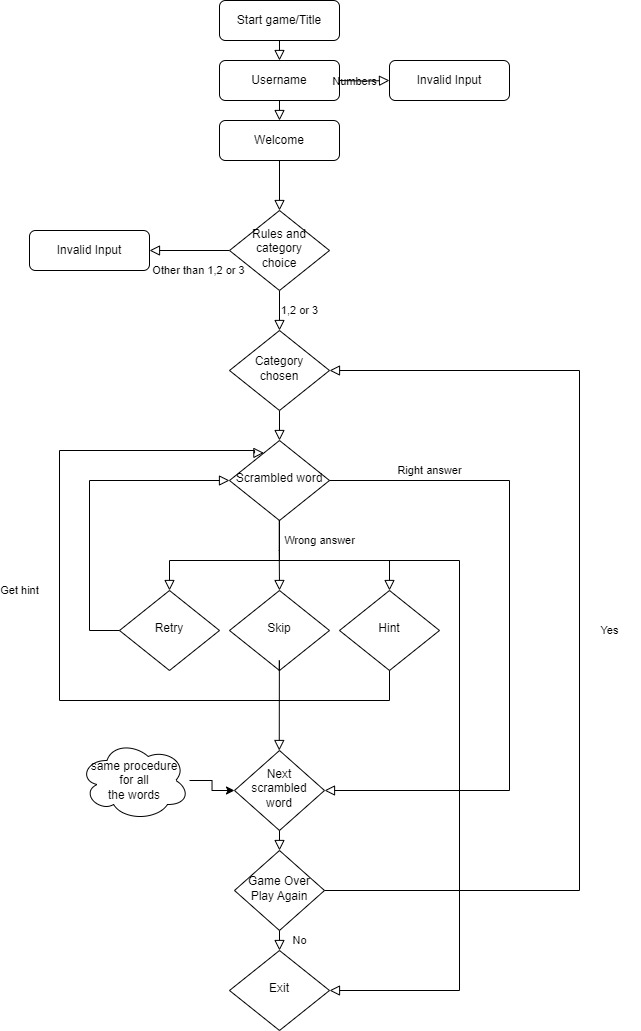 Start game/Title
Username
Numbers
Invalid Input
Welcome
Rules and
category
choice
Invalid Input
Other than 1,2 or 3
1,2 or 3
Category
chosen
Scrambled word
Right answer
Wrong answer
Get hint
Retry
Skip
Hint
Yes
same procedure
for all
the words
Next
scrambled
word
Game Over
Play Again
No
Exit